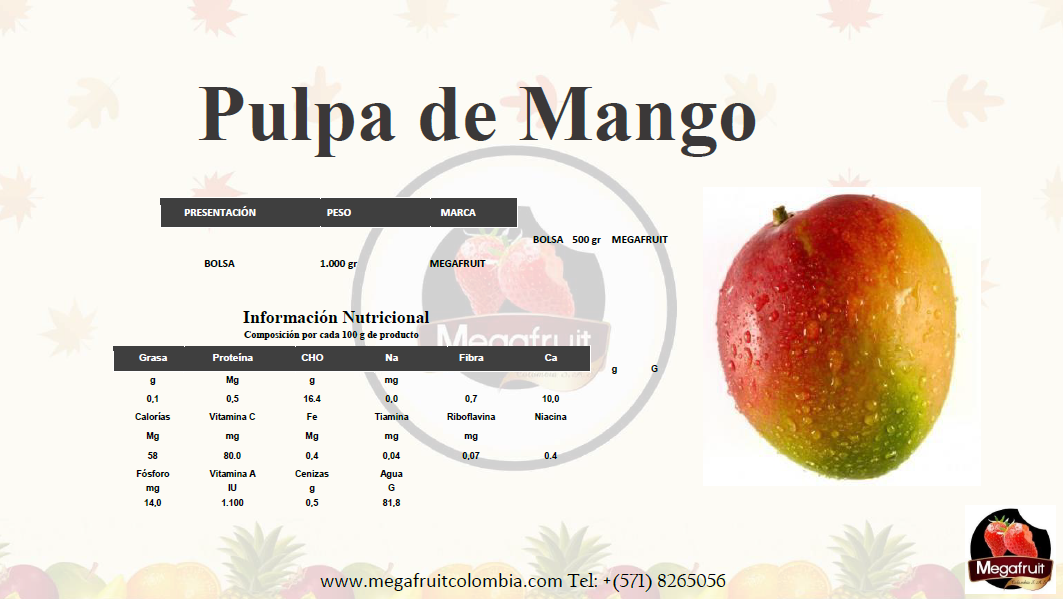 Pulpa de Mango
PRESENTACIÓN PESO MARCA
BOLSA 500 gr MEGAFRUIT
BOLSA 1.000 gr MEGAFRUIT
Información Nutricional
Composición por cada 100 g de producto
Grasa Proteína CHO Na Fibra Ca
g G
g Mg g mg
0,1 0,5 16.4 0,0 0,7 10,0
Calorías Vitamina C Fe Tiamina Riboflavina Niacina
Mg mg Mg mg mg
58 80.0 0,4 0,04 0,07 0.4
Fósforo Vitamina A Cenizas Agua
mg IU g G
14,0 1.100 0,5 81,8
Megafruit
www.megafruitcolombia.com Tel: +(571) 8265056
Megafruit